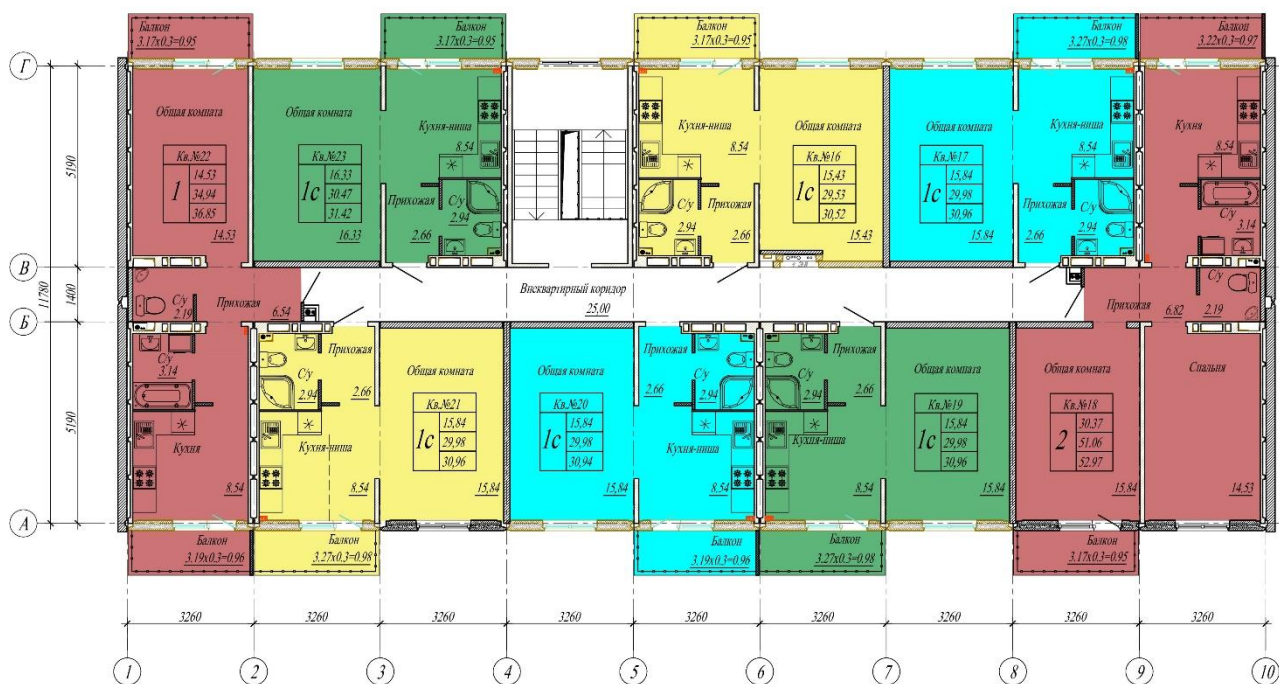 Балкон
3.17х0.3=0.95
Балкон
3.17х0.3=0.95
Балкон
3.17х0.3=0.95
Балкон
3.27х0.3=0.98
Балкон
3.22х0.3=0.97
Г
В
Б
А
5190
1400
5190
11780
Общая комната
Кв.№22
1
14.53
34,94
36.85
14.53
Общая комната
Кв.№23
1с
16.33
30.47
31.42
16.33
Кухня-ниша
8.54
Прихожая
С/у
2.94
2.66
Кухня-ниша
8.54
С/у
2.94
Прихожая
2.66
Общая комната
Кв.№16
1с
15,43
29,53
30,52
15.43
Общая комната
Кв.№17
1с
15,84
29,98
30,96
15.84
Кухня-ниша
8.54
Прихожая
С/у
2.94
2.66
Кухня
8.54
С/у
3.14
С/у
2.19
Прихожая
6.54
Внеквартирный коридор
25,00
Прихожая
6.82
С/у
2.19
С/у
3.14
Кухня
8.54
Прихожая
С/у
2.94
2.66
Кухня-ниша
8.54
Общая комната
Кв.№21
1с
15,84
29,98
30,96
15,84
Общая комната
Кв.№20
1с
15,84
29,98
30,94
15,84
Прихожая
2.66
С/у
2.94
Кухня-ниша
8.54
Прихожая
С/у
2.94
2.66
Кухня-ниша
8.54
Общая комната
Кв.№19
1с
15,84
29,98
30,96
15.84
Общая комната
Кв.№18
2
30.37
51.06
52.97
15,84
Спальня
14.53
Балкон
3.19х0.3=0.96
Балкон
3.27х0.3=0.98
Балкон
3.19х0.3=0.96
Балкон
3.27х0.3=0.98
Балкон
3.17х0.3=0.95
3260
3260
3260
3260
3260
3260
3260
3260
3260
1
2
3
4
5
6
7
8
9
10